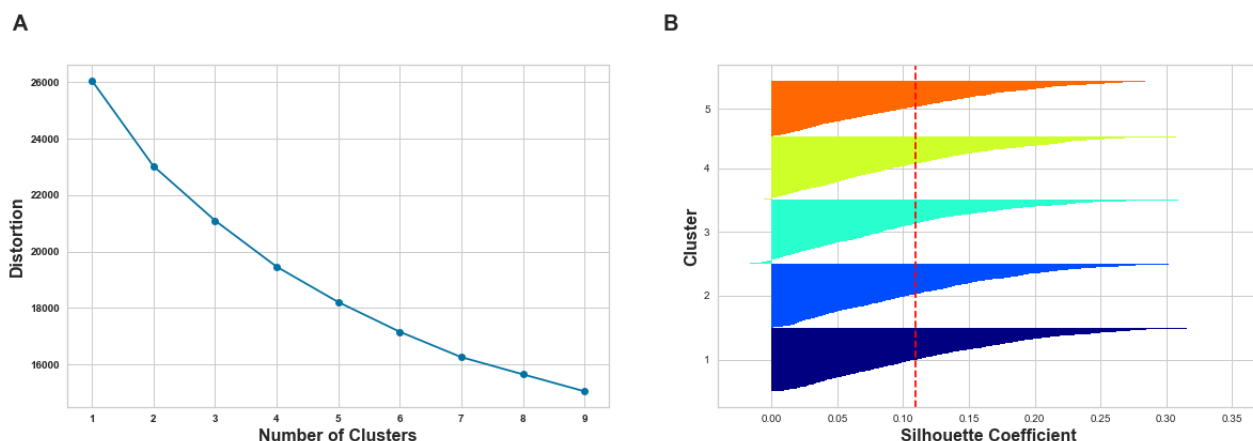 A
26000
24000
22000
20000
18000
16000
Distortion
1 2 3 4 5 6 7 8 9
Number of Clusters
B
5
4
3
2
1
Cluster
0.00 0.05 0.10 0.15 0.20 0.25 0.30 0.35
Silhouette Coefficient